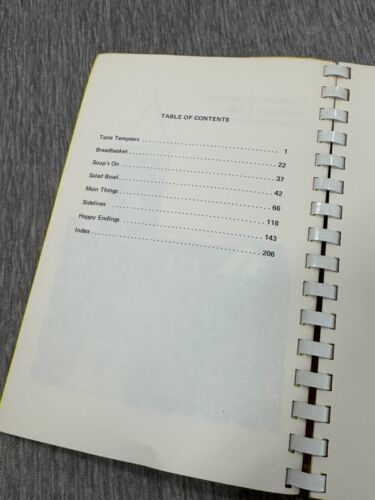 TABLE OF CONTENTS
Taste Tempters . . . . . . . . . . . . . . . . . . . . . . . . . . . . . . . . . . . 1
Breadbasket . . . . . . . . . . . . . . . . . . . . . . . . . . . . . . . . . . . 22
Soup's On . . . . . . . . . . . . . . . . . . . . . . . . . . . . . . . . . . . 37
Salad Bowl . . . . . . . . . . . . . . . . . . . . . . . . . . . . . . . . . . . 42
Main Things . . . . . . . . . . . . . . . . . . . . . . . . . . . . . . . . . . . 66
Sidelines . . . . . . . . . . . . . . . . . . . . . . . . . . . . . . . . . . . 118
Happy Endings . . . . . . . . . . . . . . . . . . . . . . . . . . . . . . . . . . . 143
Index . . . . . . . . . . . . . . . . . . . . . . . . . . . . . . . . . . . 206